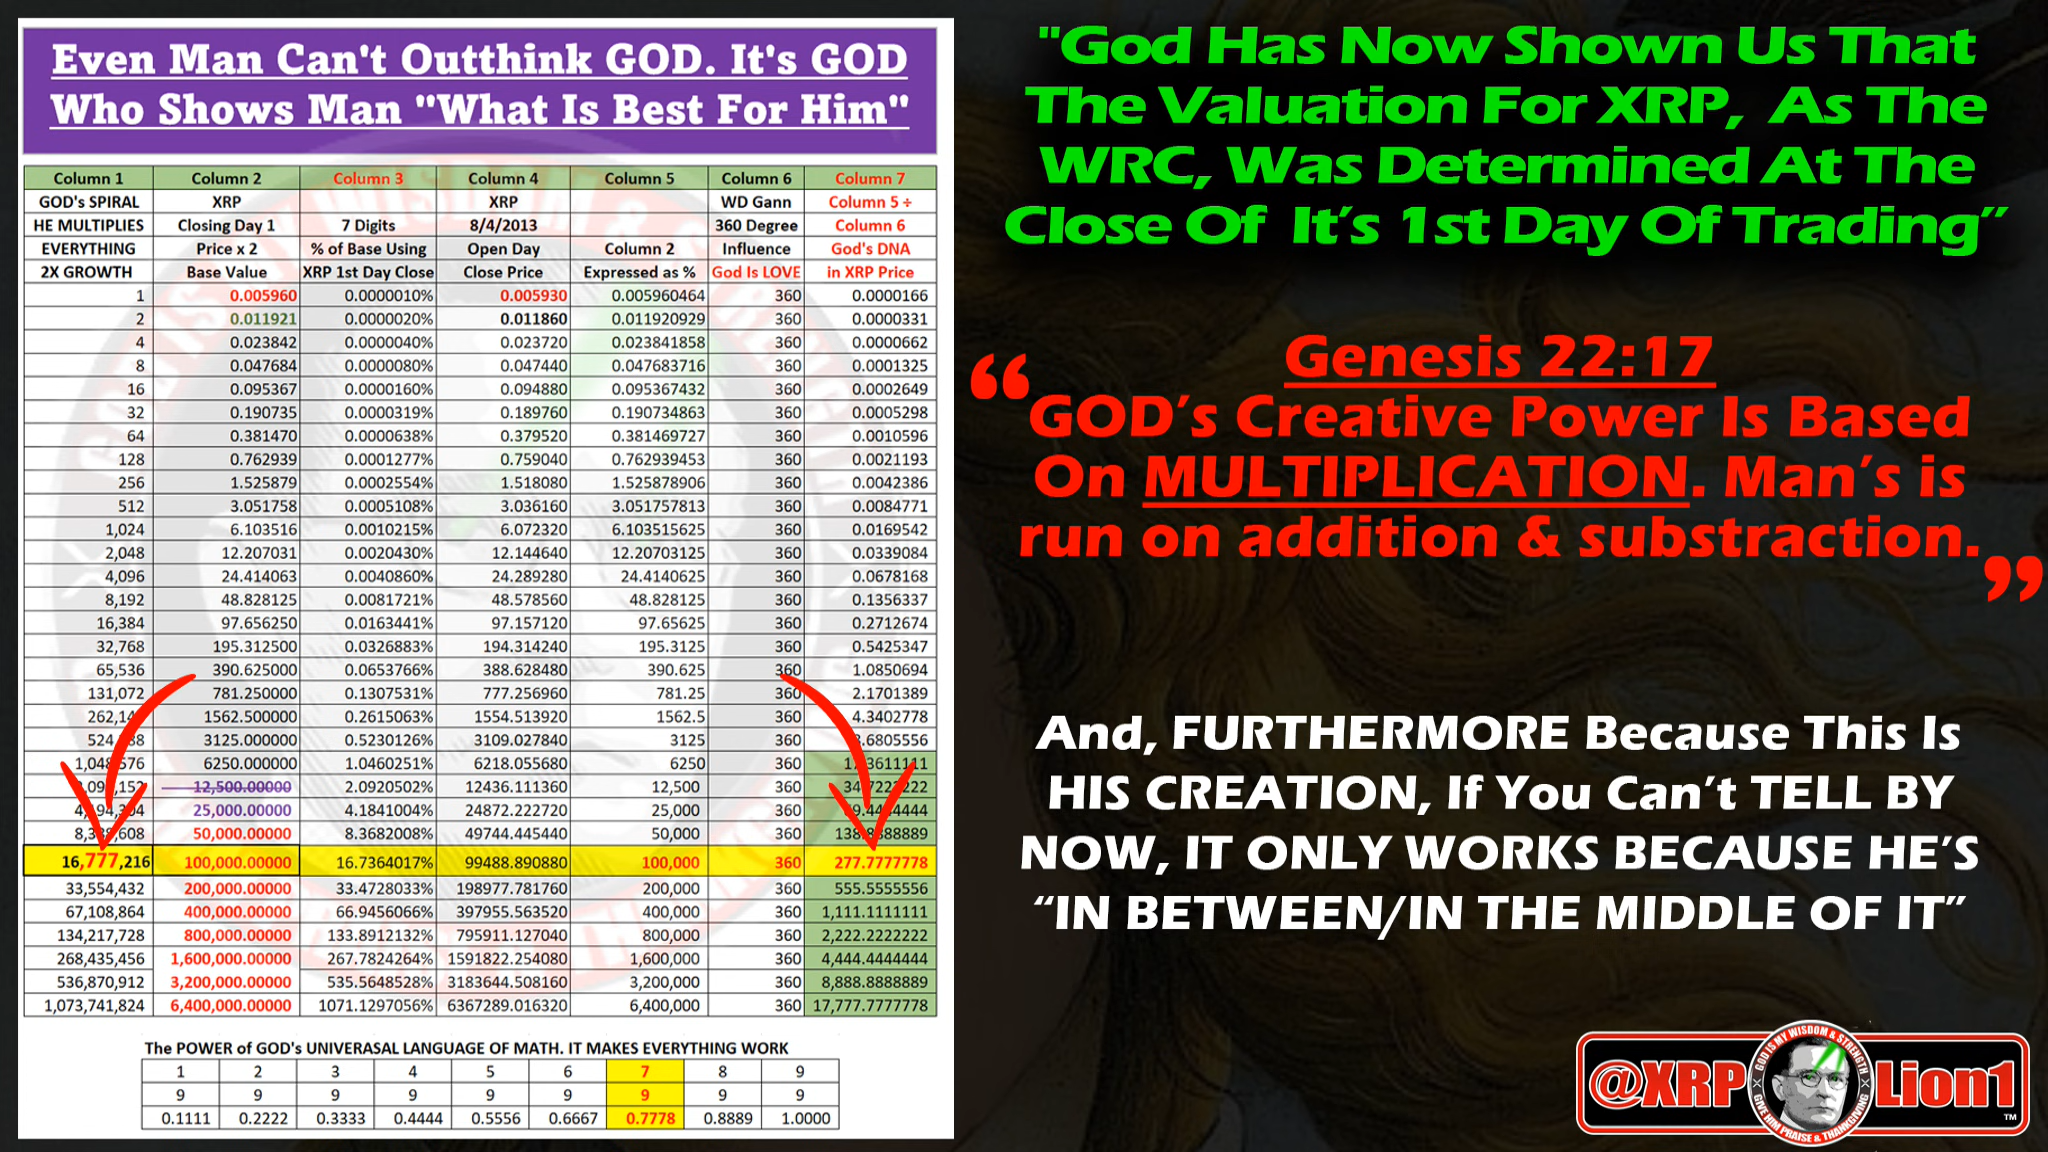 Even Man Can't Outthink GOD. It's GOD
Who Shows Man "What Is Best For Him"
Column 1 Column 2 Column 3 Column 4 Column 5 Column 6 Column 7
GOD's SPIRAL XRP XRP WD Gann Column 5 ÷
HE MULTIPLIES Closing Day 1 7 Digits 8/4/2013 360 Degree Column 6
EVERYTHING Price x 2 % of Base Using Open Day Column 2 Influence God's DNA
2X GROWTH Base Value XRP 1st Day Close Close Price Expressed as % God Is LOVE in XRP Price
1 0.005960 0.0000010% 0.005930 0.005960464 360 0.0000166
2 0.011921 0.0000020% 0.011860 0.011920929 360 0.0000331
4 0.023842 0.0000040% 0.023720 0.023841858 360 0.0000662
8 0.047684 0.0000080% 0.047440 0.047683716 360 0.0001325
16 0.095367 0.0000160% 0.094880 0.095367432 360 0.0002649
32 0.190735 0.0000319% 0.189760 0.190734863 360 0.0005298
64 0.381470 0.0000638% 0.379520 0.381469727 360 0.0010596
128 0.762939 0.0001277% 0.759040 0.762939453 360 0.0021193
256 1.525879 0.0002554% 1.518080 1.525878906 360 0.0042386
512 3.051758 0.0005108% 3.036160 3.051757813 360 0.0084771
1,024 6.103516 0.0010215% 6.072320 6.103515625 360 0.0169542
2,048 12.207031 0.0020430% 12.144640 12.20703125 360 0.0339084
4,096 24.414063 0.0040860% 24.289280 24.4140625 360 0.0678168
8,192 48.828125 0.0081721% 48.578560 48.828125 360 0.1356337
16,384 97.656250 0.0163441% 97.157120 97.65625 360 0.2712674
32,768 195.312500 0.0326883% 194.314240 195.3125 360 0.5425347
65,536 390.625000 0.0653766% 388.628480 390.625 360 1.0850694
131,072 781.250000 0.1307531% 777.256960 781.25 360 2.1701389
1562.500000 0.2615063% 1554.513920 1562.5 360 4.3402778
3125.000000 0.5230126% 3109.027840 3125 360
6250.000000 1.0460251% 6218.055680 6250 360
12,500.00000 2.0920502% 12436.111360 12,500 360
25,000.00000 4.1841004% 24872.222720 25,000 360
50,000.00000 8.3682008% 49744.445440 50,000 360
16,777,216 100,000.00000 16.7364017% 99488.890880 100,000 360 277.7777778
33,554,432 200,000.00000 33.4728033% 198977.781760 200,000 360 555.5555556
67,108,864 400,000.00000 66.9456066% 397955.563520 400,000 360 1,111.1111111
134,217,728 800,000.00000 133.8912132% 795911.127040 800,000 360 2,222.2222222
268,435,456 1,600,000.00000 267.7824264% 1591822.254080 1,600,000 360 4,444.4444444
536,870,912 3,200,000.00000 535.5648528% 3183644.508160 3,200,000 360 8,888.8888889
1,073,741,824 6,400,000.00000 1071.1297056% 6367289.016320 6,400,000 360 17,777.7777778
The POWER of GOD's UNIVERASAL LANGUAGE OF MATH. IT MAKES EVERYTHING WORK
1 2 3 4 5 6 7 8 9
9 9 9 9 9 9 9 9 9
0.1111 0.2222 0.3333 0.4444 0.5556 0.6667 0.7778 0.8889 1.0000
"God Has Now Shown Us That
The Valuation For XRP, As The
WRC, Was Determined At The
Close Of It's 1st Day Of Trading"
“Genesis 22:17
GOD's Creative Power Is Based
On MULTIPLICATION. Man's is
run on addition & substraction.”
And, FURTHERMORE Because This Is
HIS CREATION, If You Can't TELL BY
NOW, IT ONLY WORKS BECAUSE HE'S
“IN BETWEEN/IN THE MIDDLE OF IT”
@XRP Lion1 ™
GOD IS MY WISDOM & STRENGTH
GIVE HIM PRAISE & THANKSGIVING